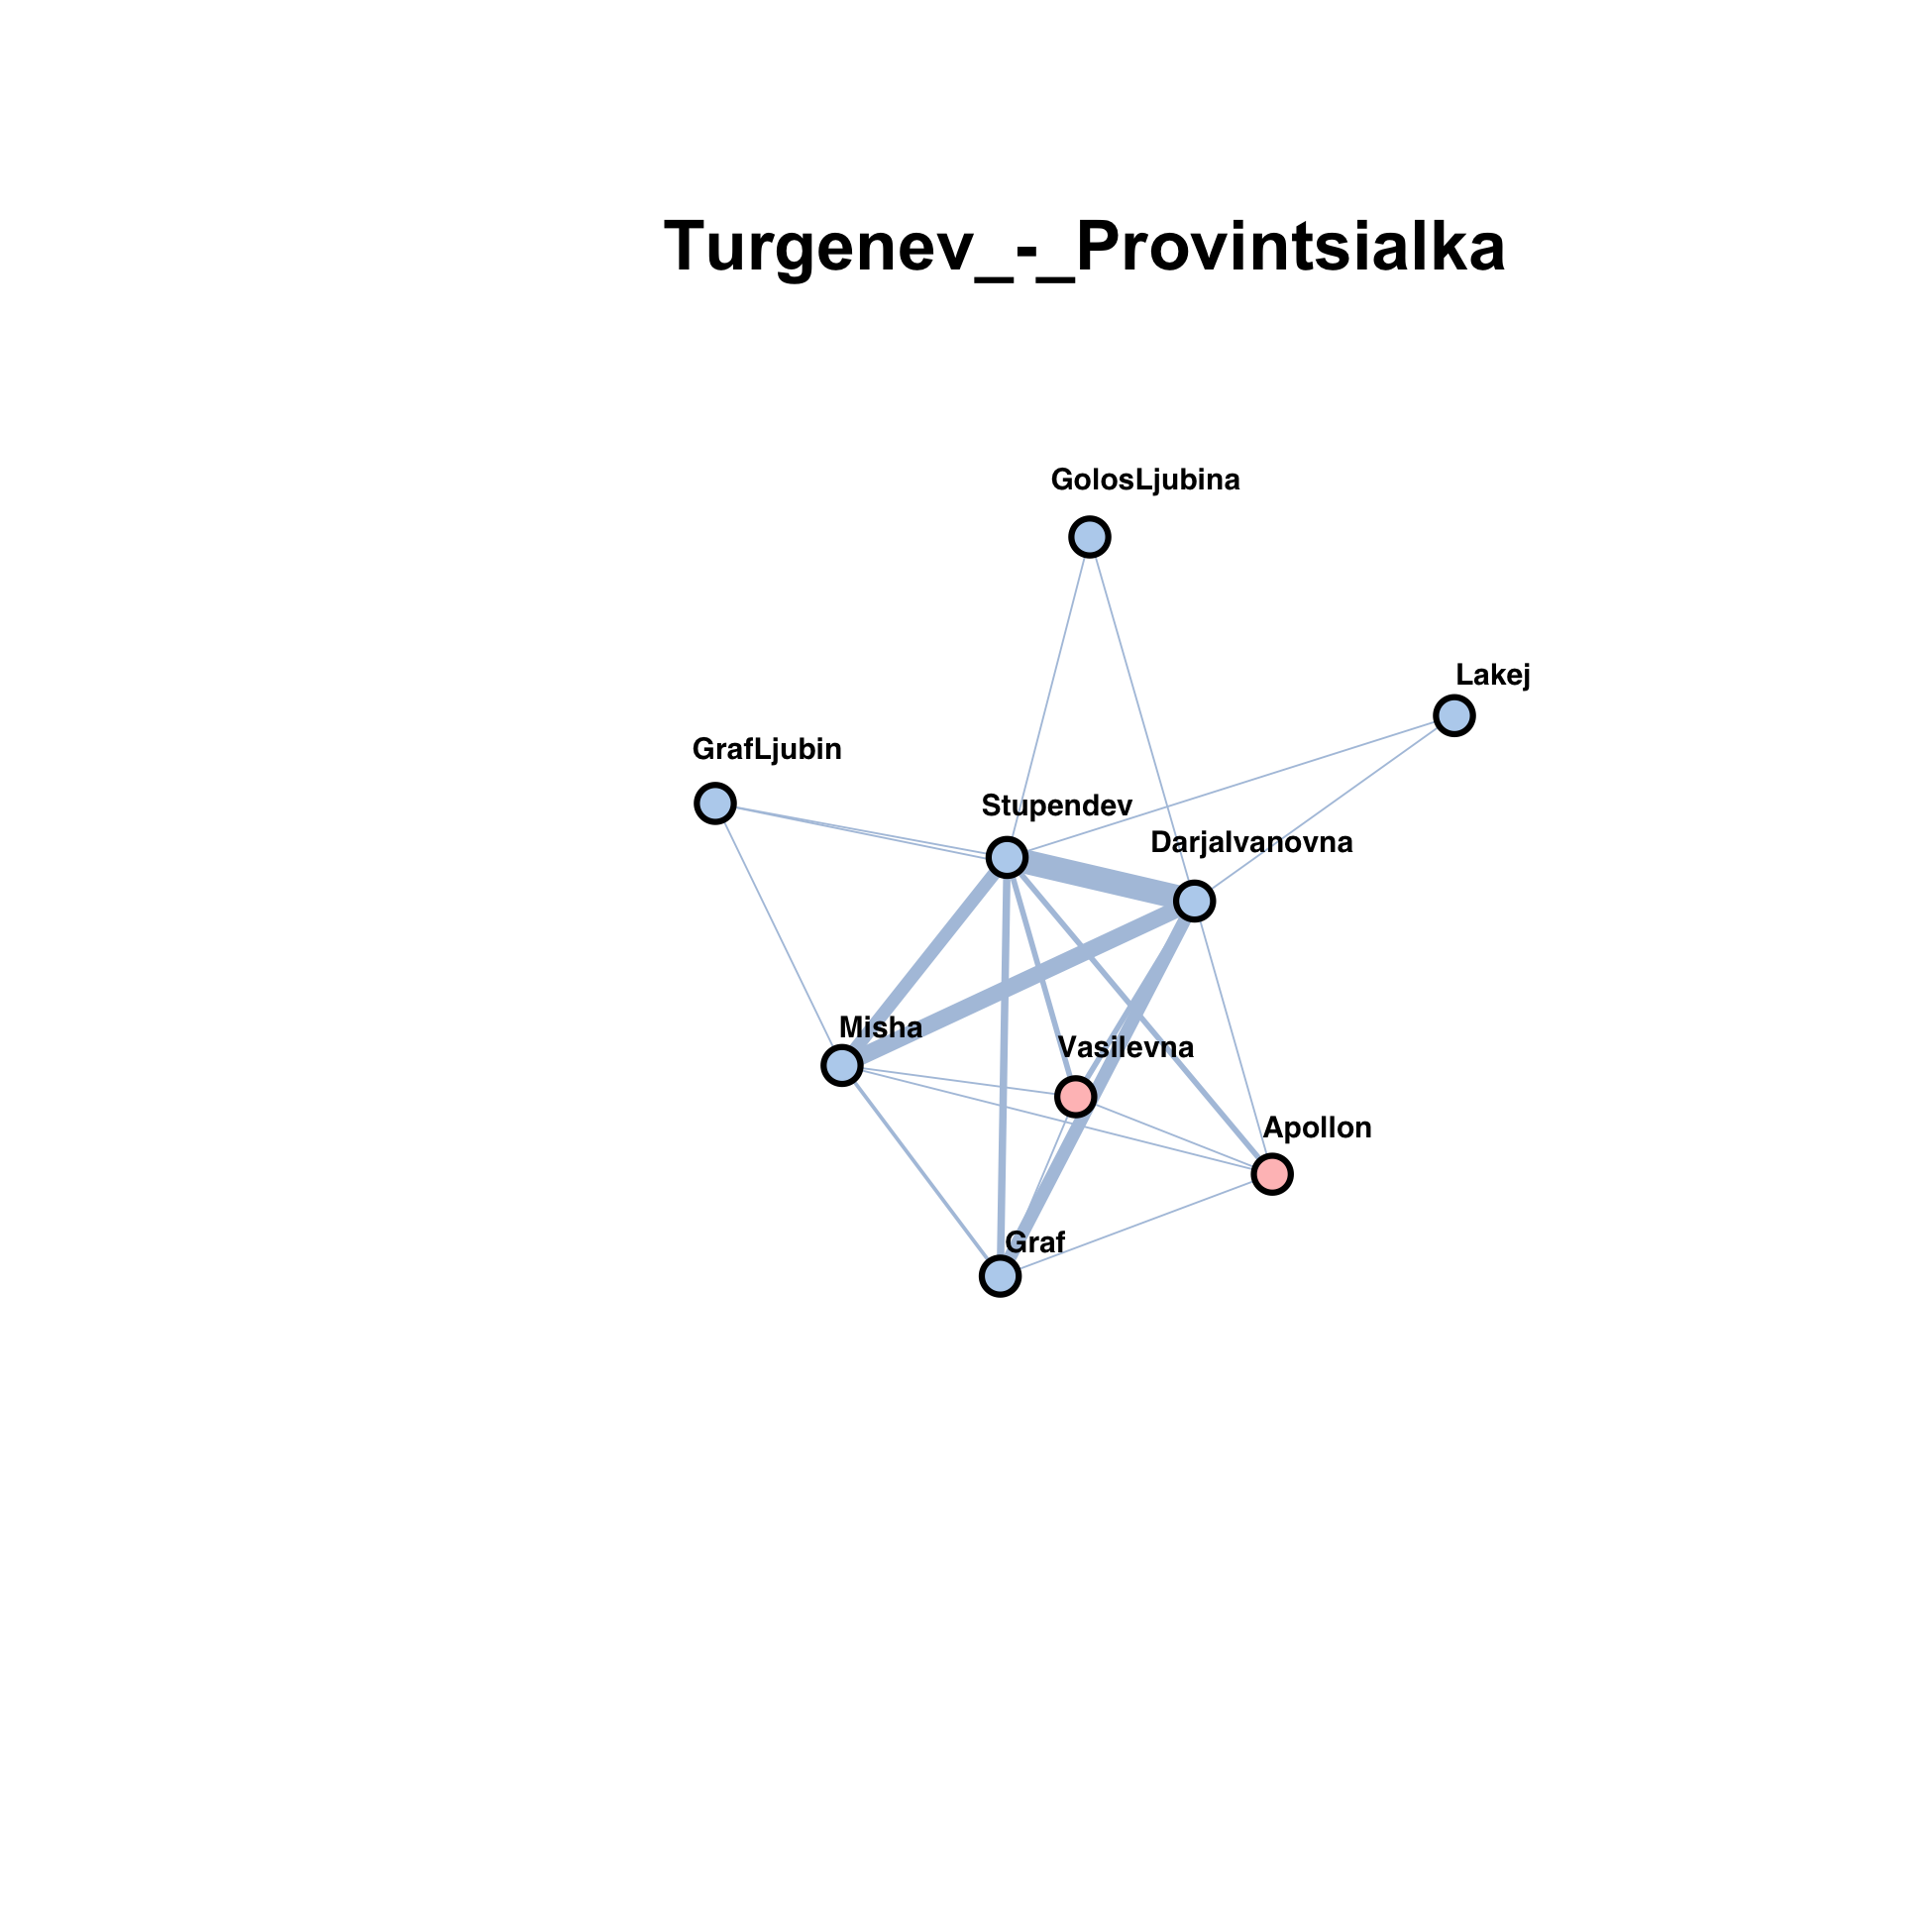 Turgenev_-_Provintsialka
GolosLjubina
Lakej
GrafLjubin
Stupendev
DarjaIvanovna
Misha
Vasilevna
Apollon
Graf